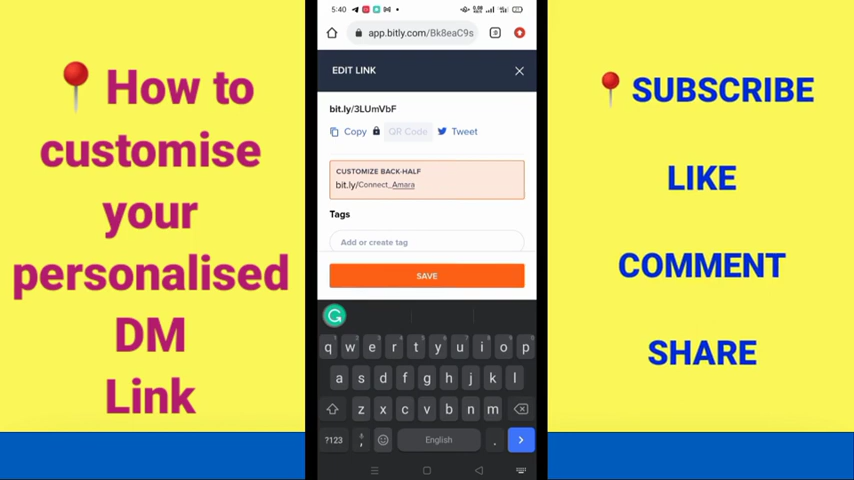 📍How to
customise
your
personalised
DM
Link
5:40
app.bitly.com/Bk8eaC9s
EDIT LINK
bit.ly/3LUmVbF
Copy QR Code Tweet
CUSTOMIZE BACK-HALF
bit.ly/Connect_Amara
Tags
Add or create tag
SAVE
q w e r t y u i o p
a s d f g h j k l
z x c v b n m
?123 , English .
📍SUBSCRIBE
LIKE
COMMENT
SHARE